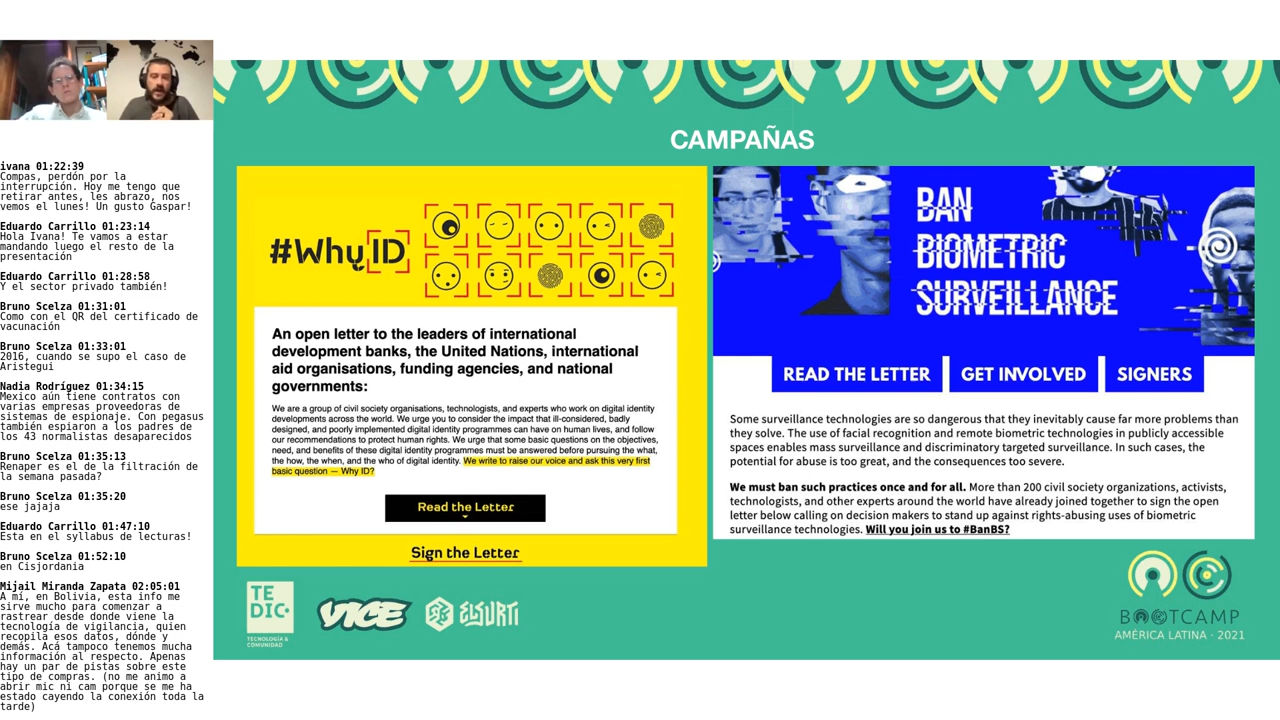 ivana 01:22:39
Compas, perdón por la
interrupción. Hoy me tengo que
retirar antes, les abrazo, nos
vemos el lunes! Un gusto Gaspar!
Eduardo Carrillo 01:23:14
Hola Ivana! Te vamos a estar
mandando luego el resto de la
presentación
Eduardo Carrillo 01:28:58
Y el sector privado también!
Bruno Scelza 01:31:01
Como con el QR del certificado de
vacunación
Bruno Scelza 01:33:01
2016, cuando se supo el caso de
Aristegui
Nadia Rodríguez 01:34:15
Mexico aún tiene contratos con
varias empresas proveedoras de
sistemas de espionaje. Con pegasus
también espiaron a los padres de
los 43 normalistas desaparecidos
Bruno Scelza 01:35:13
Renaper es el de la filtración de
la semana pasada?
Bruno Scelza 01:35:20
ese jajaja
Eduardo Carrillo 01:47:10
Esta en el syllabus de lecturas!
Bruno Scelza 01:52:10
en Cisjordania
Mijail Miranda Zapata 02:05:01
A mí, en Bolivia, esta info me
sirve mucho para comenzar a
rastrear desde donde viene la
tecnología de vigilancia, quien
recopila esos datos, dónde y
demás. Acá tampoco tenemos mucha
información al respecto. Apenas
hay un par de pistas sobre este
tipo de compras. (no me animo a
abrir mic ni cam porque se me ha
estado cayendo la conexión toda la
tarde)
CAMPAÑAS
#WhyID
An open letter to the leaders of international
development banks, the United Nations, international
aid organisations, funding agencies, and national
governments:
We are a group of civil society organisations, technologists, and experts who work on digital identity
developments across the world. We urge you to consider the impact that ill-considered, badly
designed, and poorly implemented digital identity programmes can have on human lives, and follow
our recommendations to protect human rights. We urge that some basic questions on the objectives,
need, and benefits of these digital identity programmes must be answered before pursuing the what,
the how, the when, and the who of digital identity. We write to raise our voice and ask this very first
basic question — Why ID?
Read the Letter
Sign the Letter
BAN
BIOMETRIC
SURVEILLANCE
READ THE LETTER
GET INVOLVED
SIGNERS
Some surveillance technologies are so dangerous that they inevitably cause far more problems than
they solve. The use of facial recognition and remote biometric technologies in publicly accessible
spaces enables mass surveillance and discriminatory targeted surveillance. In such cases, the
potential for abuse is too great, and the consequences too severe.
We must ban such practices once and for all. More than 200 civil society organizations, activists,
technologists, and other experts around the world have already joined together to sign the open
letter below calling on decision makers to stand up against rights-abusing uses of biometric
surveillance technologies. Will you join us to #BanBS?
TE
DIC
TECNOLOGÍA &
COMUNIDAD
VICE
ELSURTI
BOOTCAMP
AMÉRICA LATINA · 2021